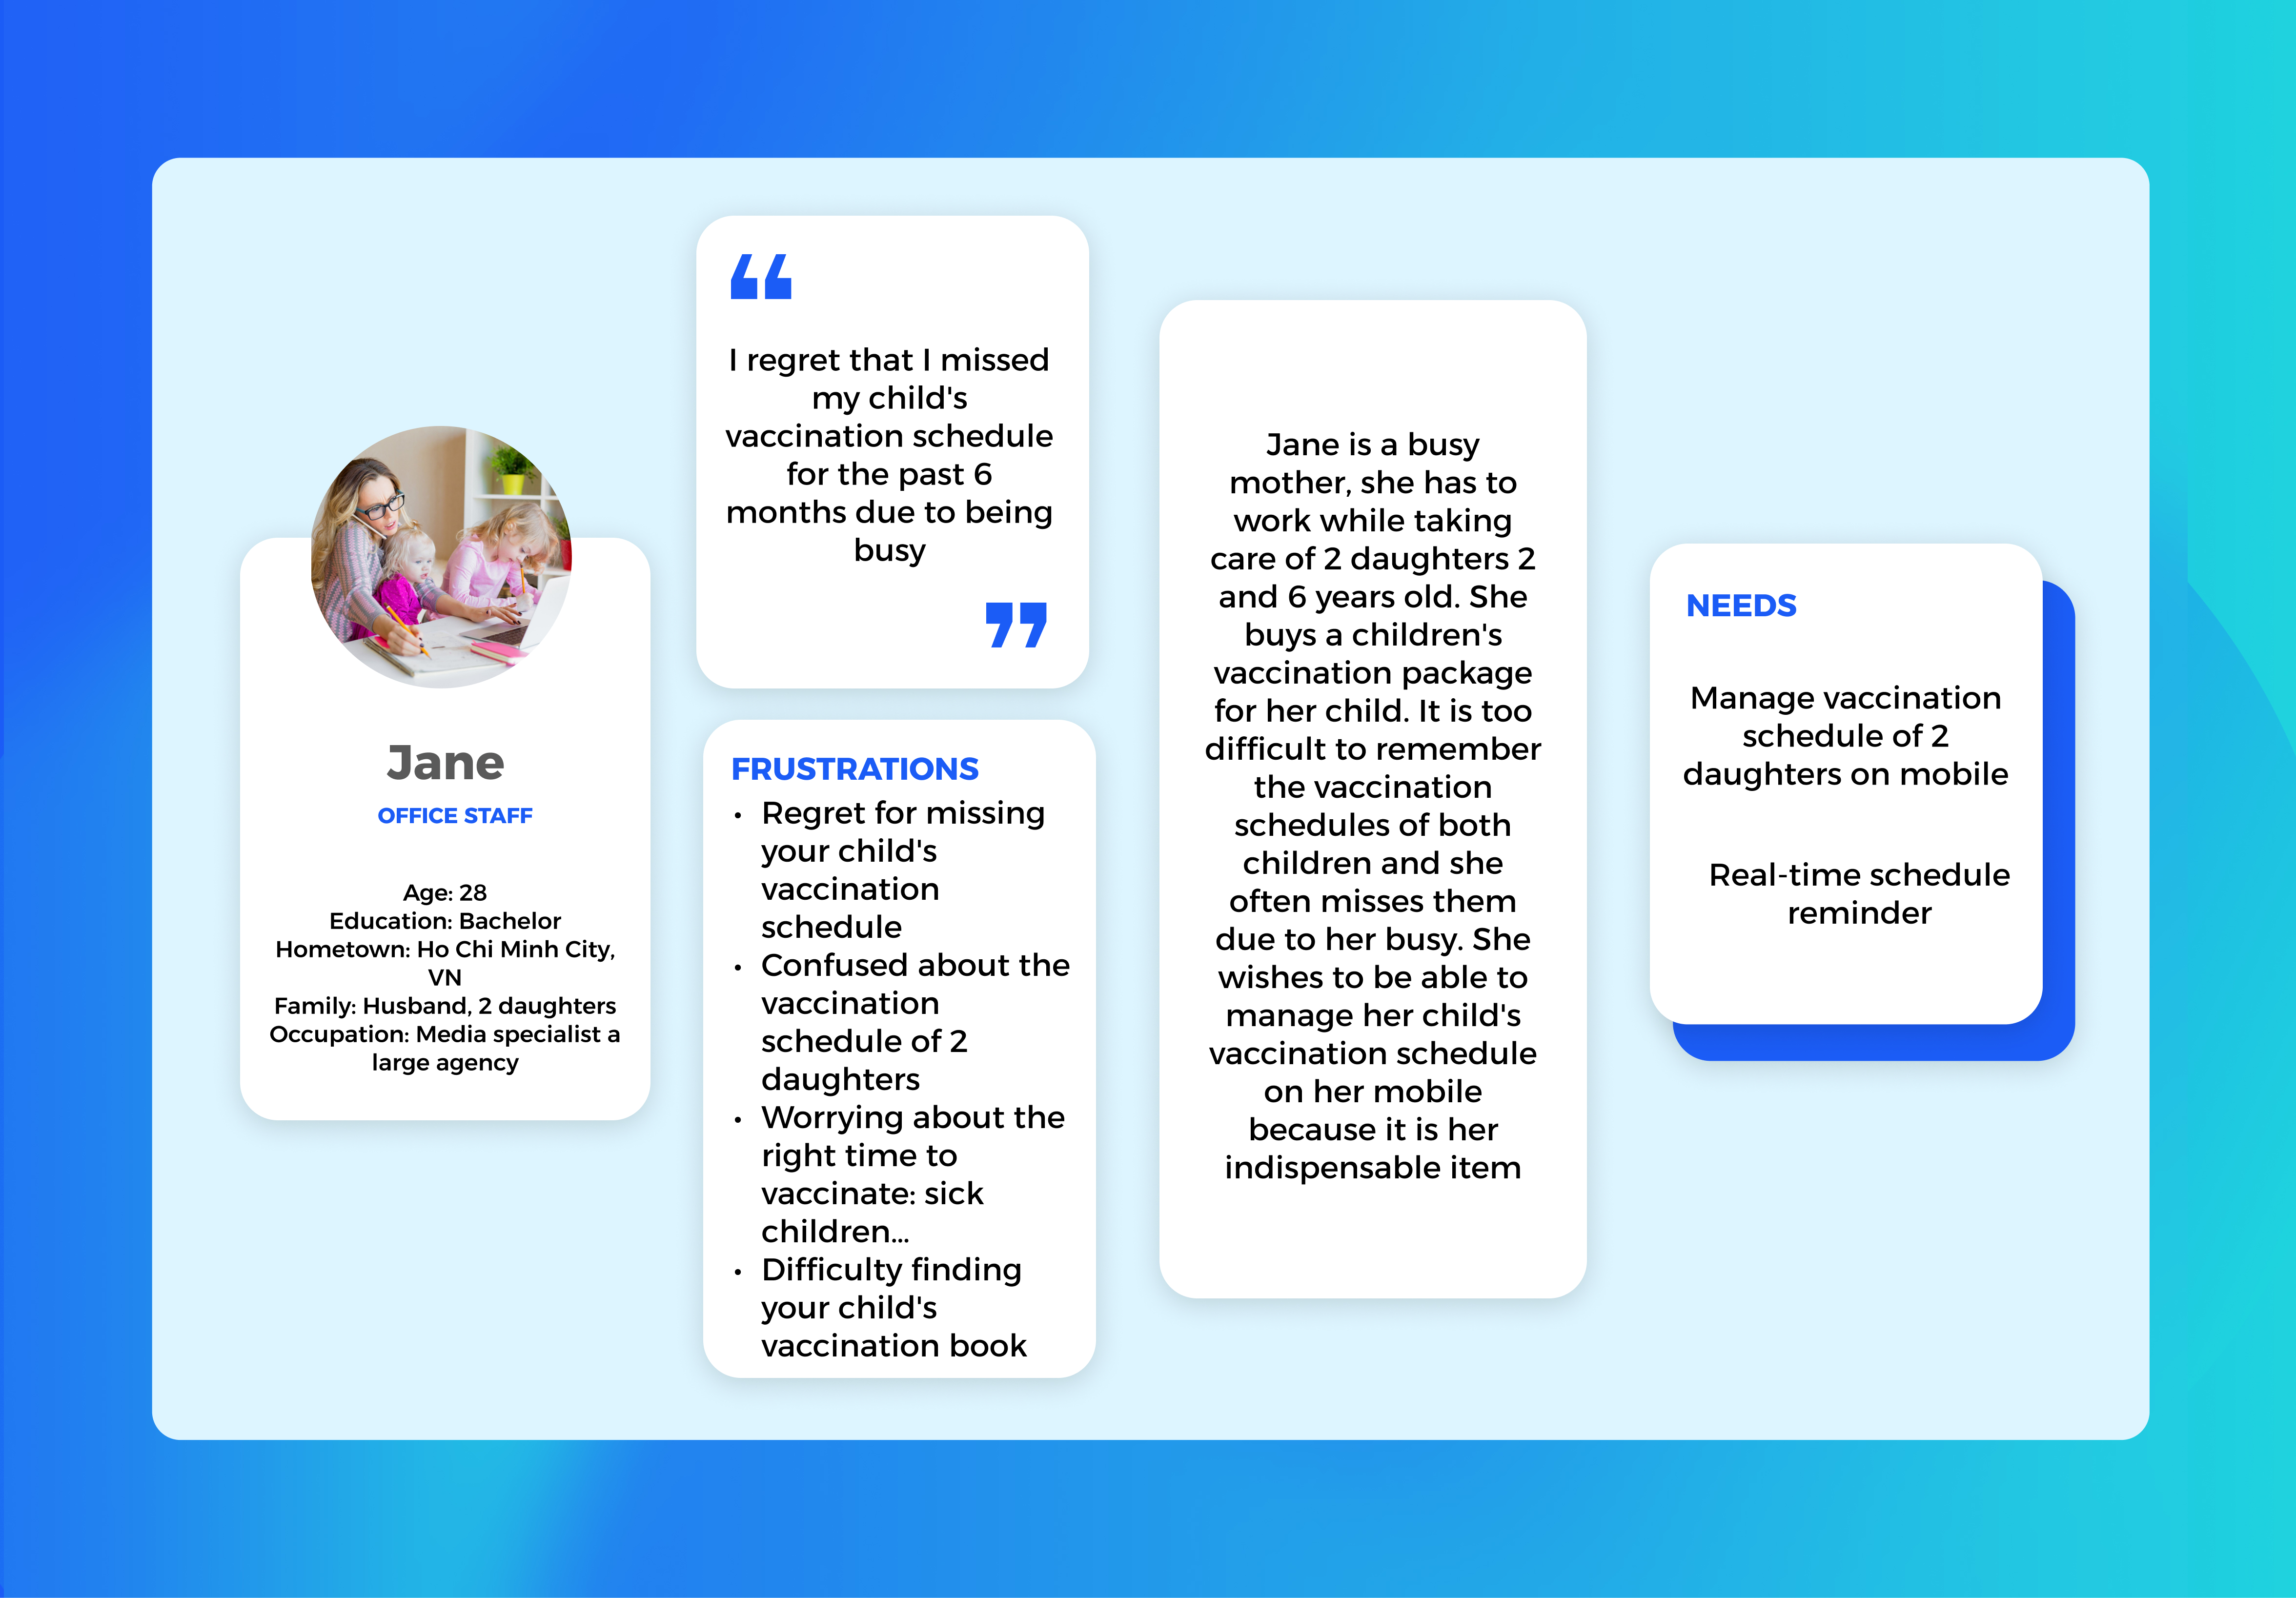 Jane
OFFICE STAFF
Age: 28
Education: Bachelor
Hometown: Ho Chi Minh City,
VN
Family: Husband, 2 daughters
Occupation: Media specialist a
large agency
“
I regret that I missed
my child's
vaccination schedule
for the past 6
months due to being
busy
”
FRUSTRATIONS
• Regret for missing
your child's
vaccination
schedule
• Confused about the
vaccination
schedule of 2
daughters
• Worrying about the
right time to
vaccinate: sick
children...
• Difficulty finding
your child's
vaccination book
Jane is a busy
mother, she has to
work while taking
care of 2 daughters 2
and 6 years old. She
buys a children's
vaccination package
for her child. It is too
difficult to remember
the vaccination
schedules of both
children and she
often misses them
due to her busy. She
wishes to be able to
manage her child's
vaccination schedule
on her mobile
because it is her
indispensable item
NEEDS
Manage vaccination
schedule of 2
daughters on mobile
Real-time schedule
reminder